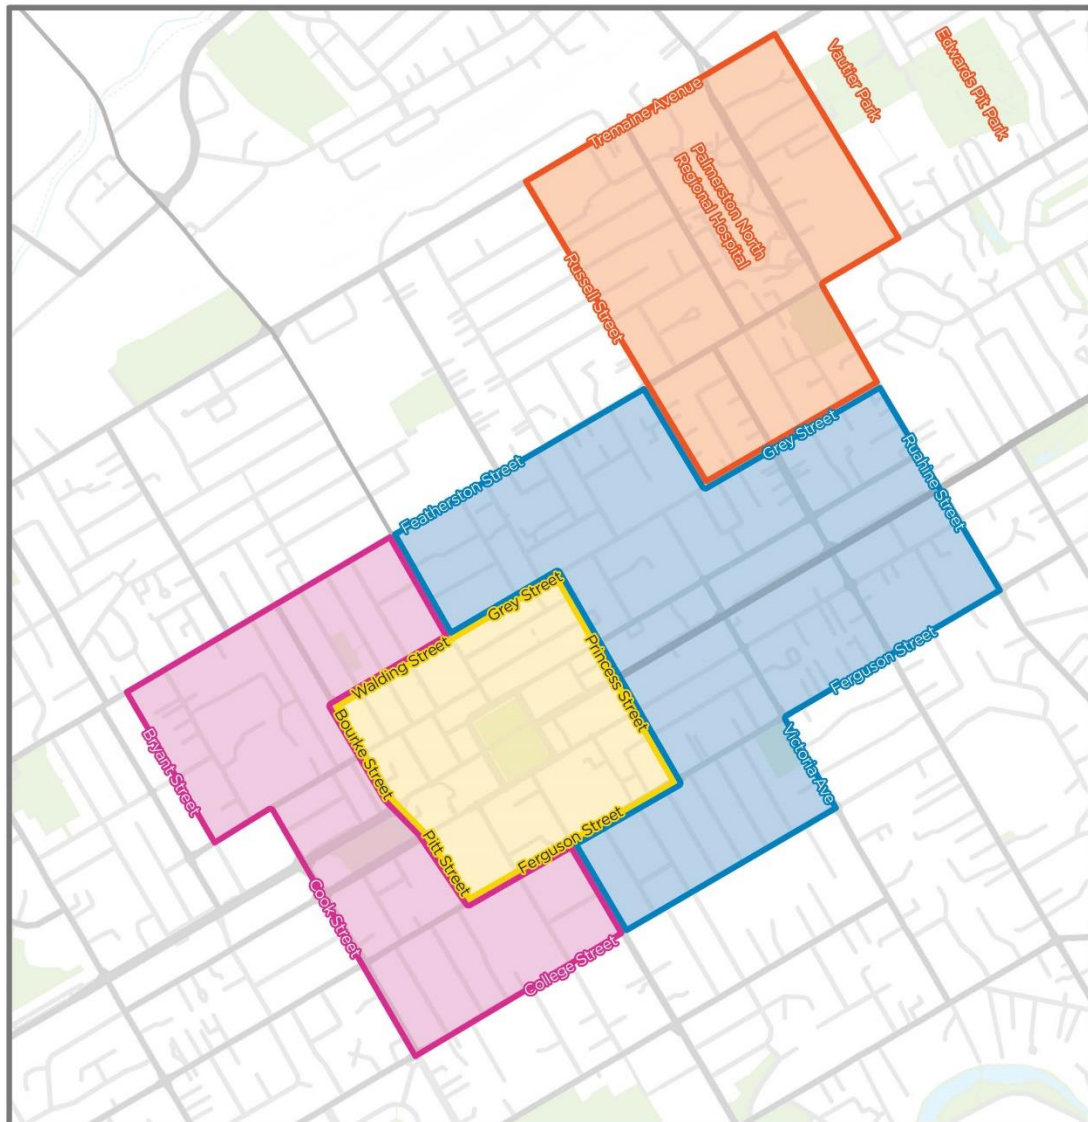 Vautier Park
Edwards Pit Park
Tremaine Avenue
Palmerston North
Regional Hospital
Russell Street
Grey Street
Featherston Street
Ruahine Street
Grey Street
Princess Street
Walding Street
Ferguson Street
Bourke Street
Bryant Street
Victoria Ave
Pitt Street
Ferguson Street
Cook Street
College Street